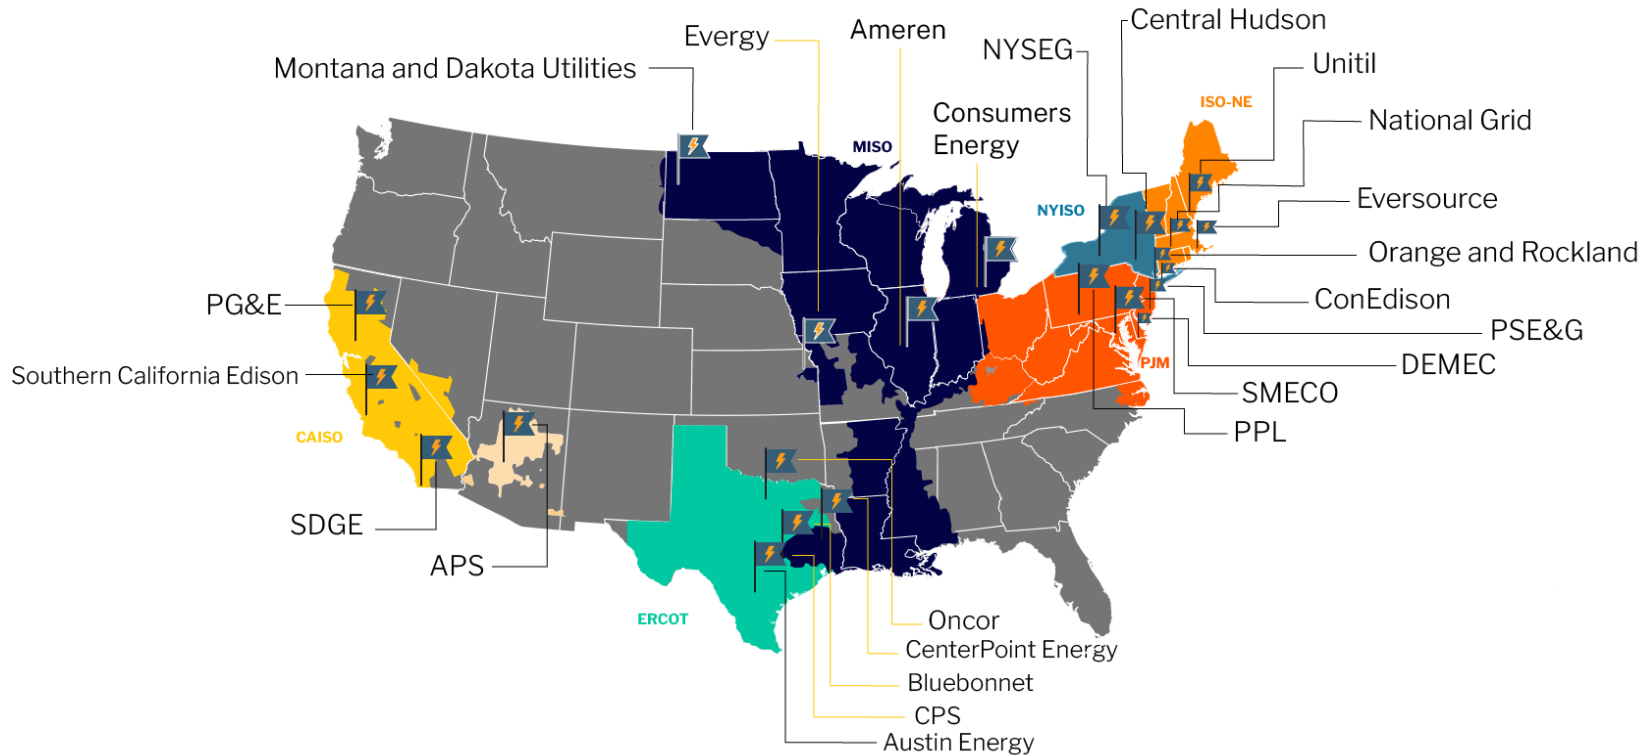 Central Hudson
Ameren
Evergy
NYSEG
Unitil
Montana and Dakota Utilities
ISO-NE
Consumers
Energy
National Grid
MISO
Eversource
NYISO
Orange and Rockland
PG&E
ConEdison
PSE&G
PJM
DEMEC
Southern California Edison
SMECO
PPL
CAISO
SDGE
APS
ERCOT
Oncor
CenterPoint Energy
Bluebonnet
CPS
Austin Energy